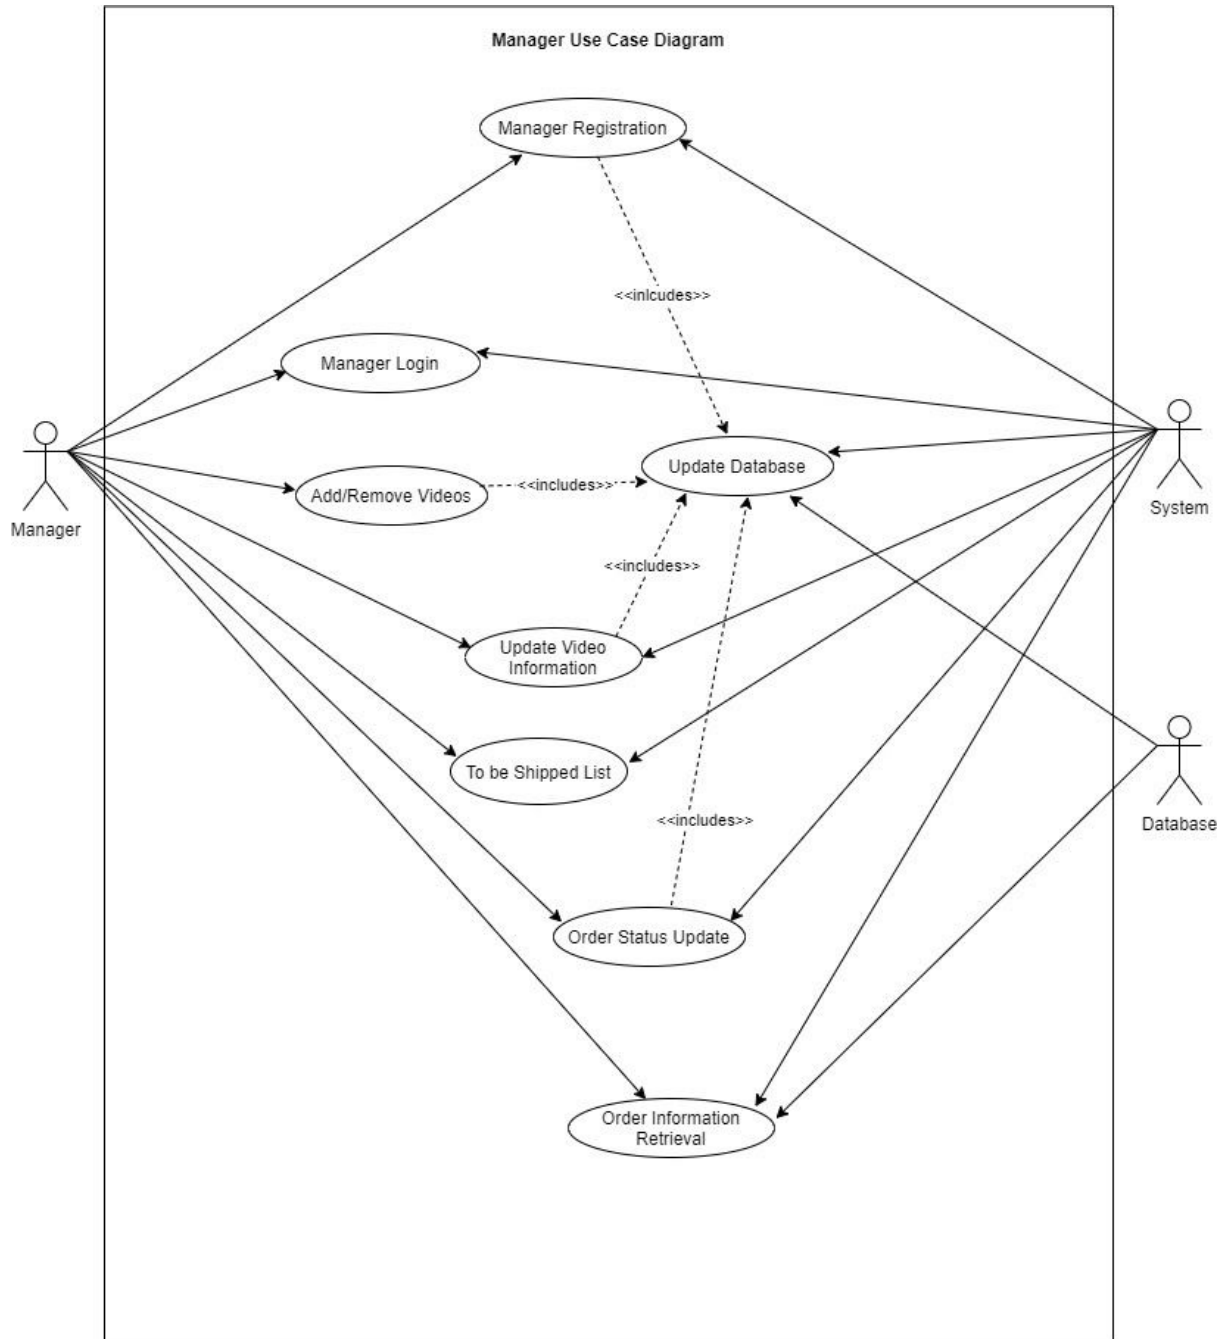 Manager Use Case Diagram
Manager Registration
<<inlcudes>>
Manager Login
Update Database
Add/Remove Videos
<<includes>>
Manager
System
<<includes>>
Update Video
Information
To be Shipped List
<<includes>>
Database
Order Status Update
Order Information
Retrieval